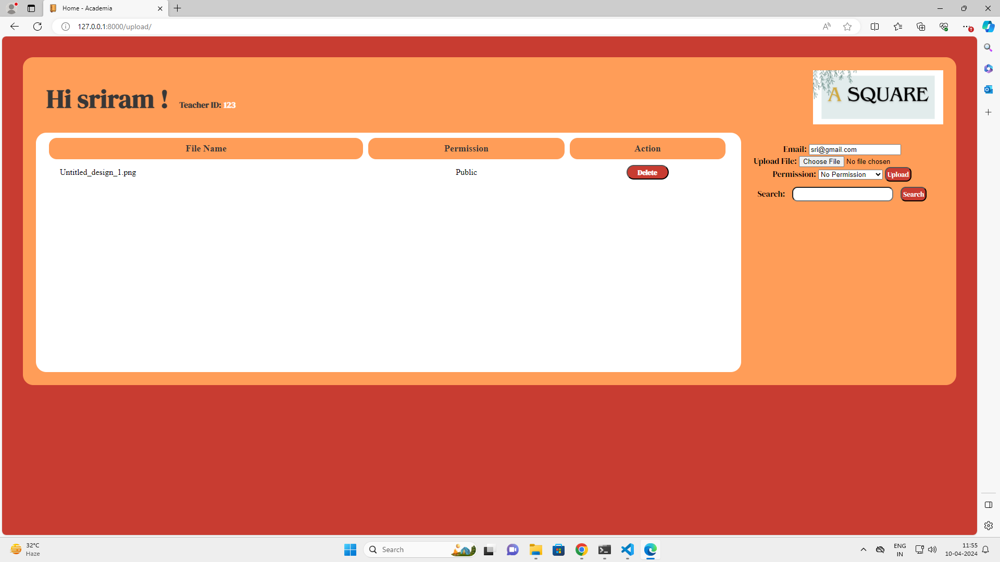 Home - Academia
127.0.0.1:8000/upload/
A SQUARE
Hi sriram ! Teacher ID: 123
File Name Permission Action
Untitled_design_1.png Public Delete
Email: sri@gmail.com
Upload File: Choose File No file chosen
Permission: No Permission Upload
Search: Search
32°C
Haze
Search
ENG
IN
11:55
10-04-2024